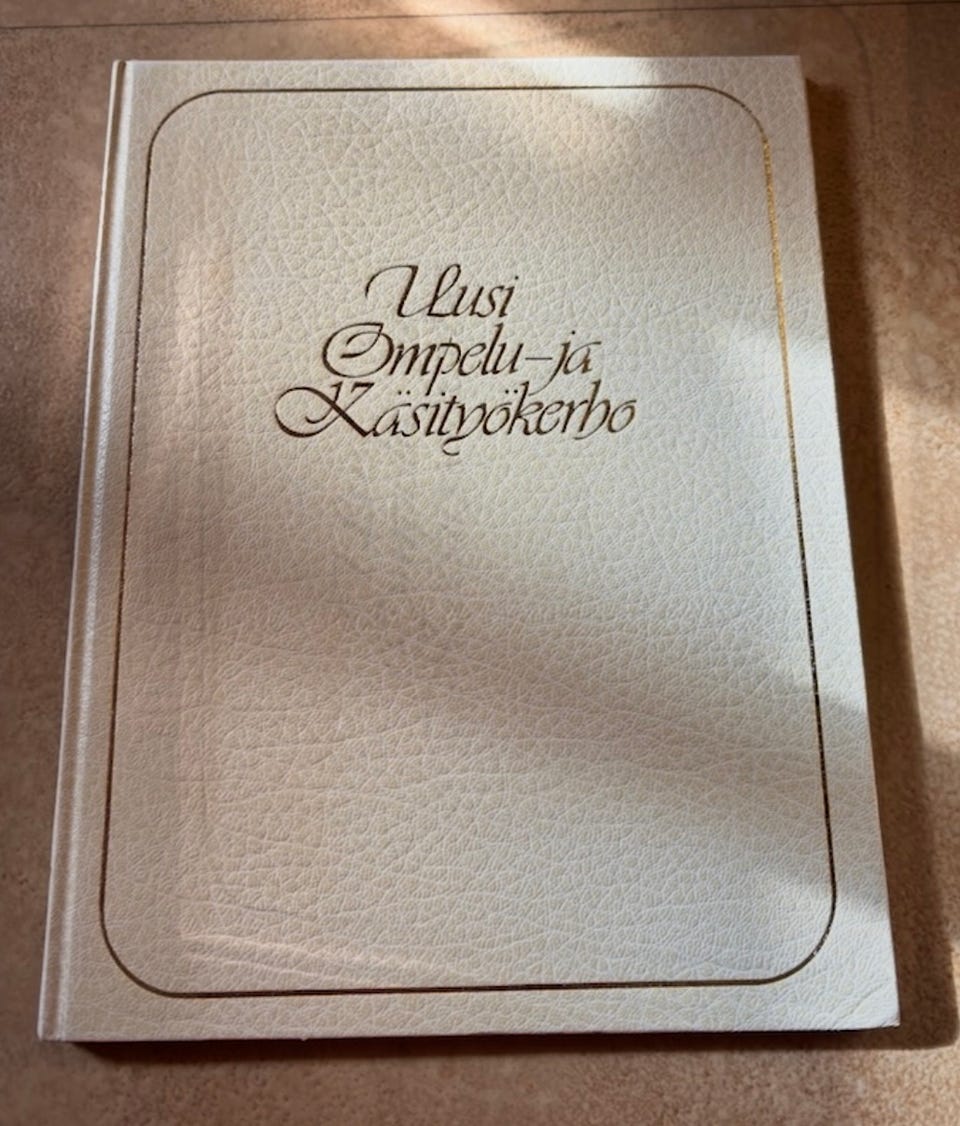 Uusi
Ompelu-ja
Käsityökerho